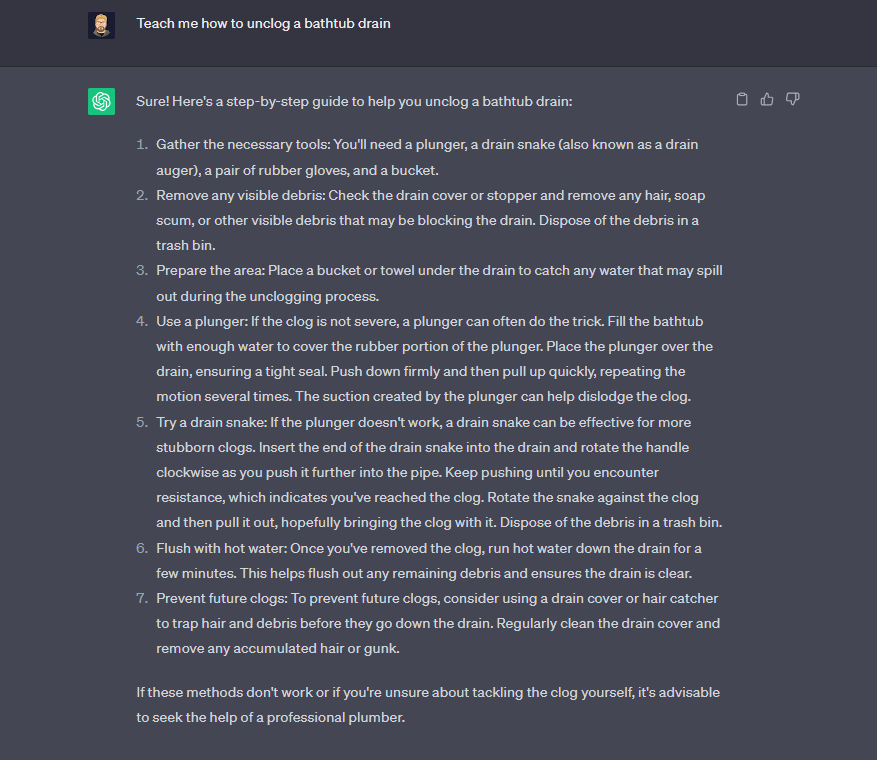 Teach me how to unclog a bathtub drain
Sure! Here's a step-by-step guide to help you unclog a bathtub drain:
1. Gather the necessary tools: You'll need a plunger, a drain snake (also known as a drain
auger), a pair of rubber gloves, and a bucket.
2. Remove any visible debris: Check the drain cover or stopper and remove any hair, soap
scum, or other visible debris that may be blocking the drain. Dispose of the debris in a
trash bin.
3. Prepare the area: Place a bucket or towel under the drain to catch any water that may spill
out during the unclogging process.
4. Use a plunger: If the clog is not severe, a plunger can often do the trick. Fill the bathtub
with enough water to cover the rubber portion of the plunger. Place the plunger over the
drain, ensuring a tight seal. Push down firmly and then pull up quickly, repeating the
motion several times. The suction created by the plunger can help dislodge the clog.
5. Try a drain snake: If the plunger doesn't work, a drain snake can be effective for more
stubborn clogs. Insert the end of the drain snake into the drain and rotate the handle
clockwise as you push it further into the pipe. Keep pushing until you encounter
resistance, which indicates you've reached the clog. Rotate the snake against the clog
and then pull it out, hopefully bringing the clog with it. Dispose of the debris in a trash bin.
6. Flush with hot water: Once you've removed the clog, run hot water down the drain for a
few minutes. This helps flush out any remaining debris and ensures the drain is clear.
7. Prevent future clogs: To prevent future clogs, consider using a drain cover or hair catcher
to trap hair and debris before they go down the drain. Regularly clean the drain cover and
remove any accumulated hair or gunk.
If these methods don't work or if you're unsure about tackling the clog yourself, it's advisable
to seek the help of a professional plumber.